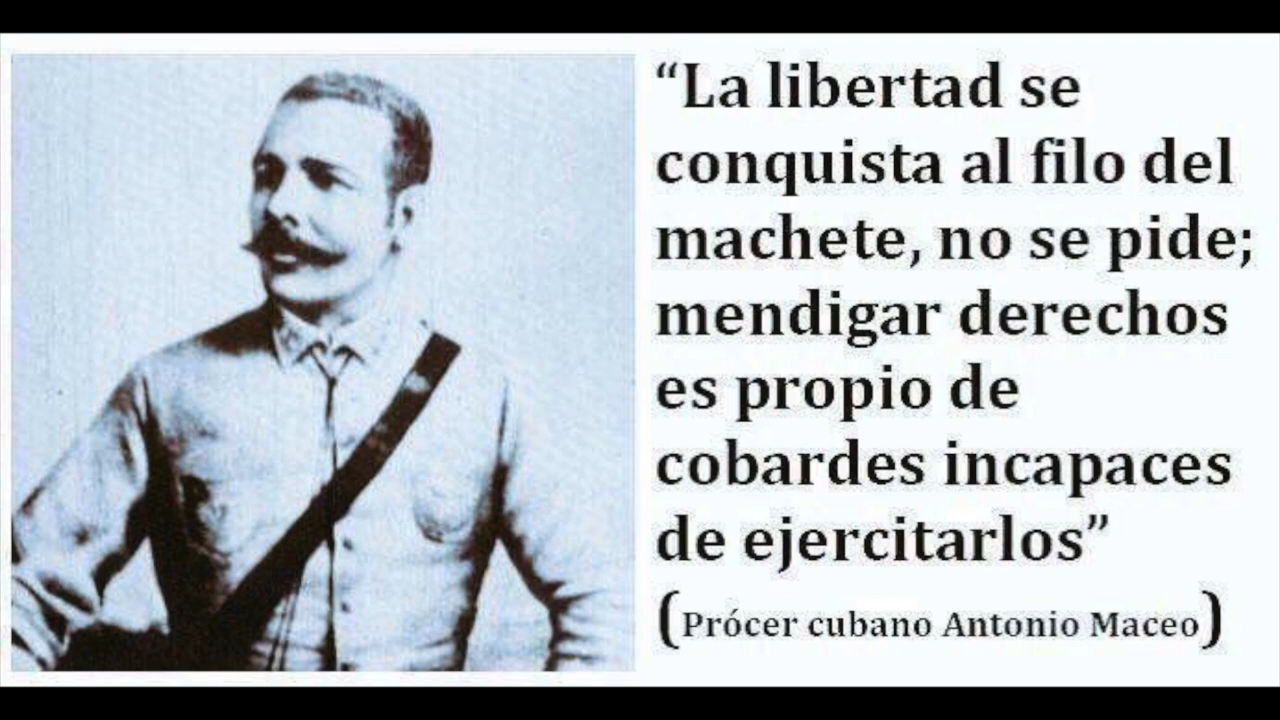 “La libertad se
conquista al filo del
machete, no se pide;
mendigar derechos
es propio de
cobardes incapaces
de ejercitarlos”
(Prócer cubano Antonio Maceo)